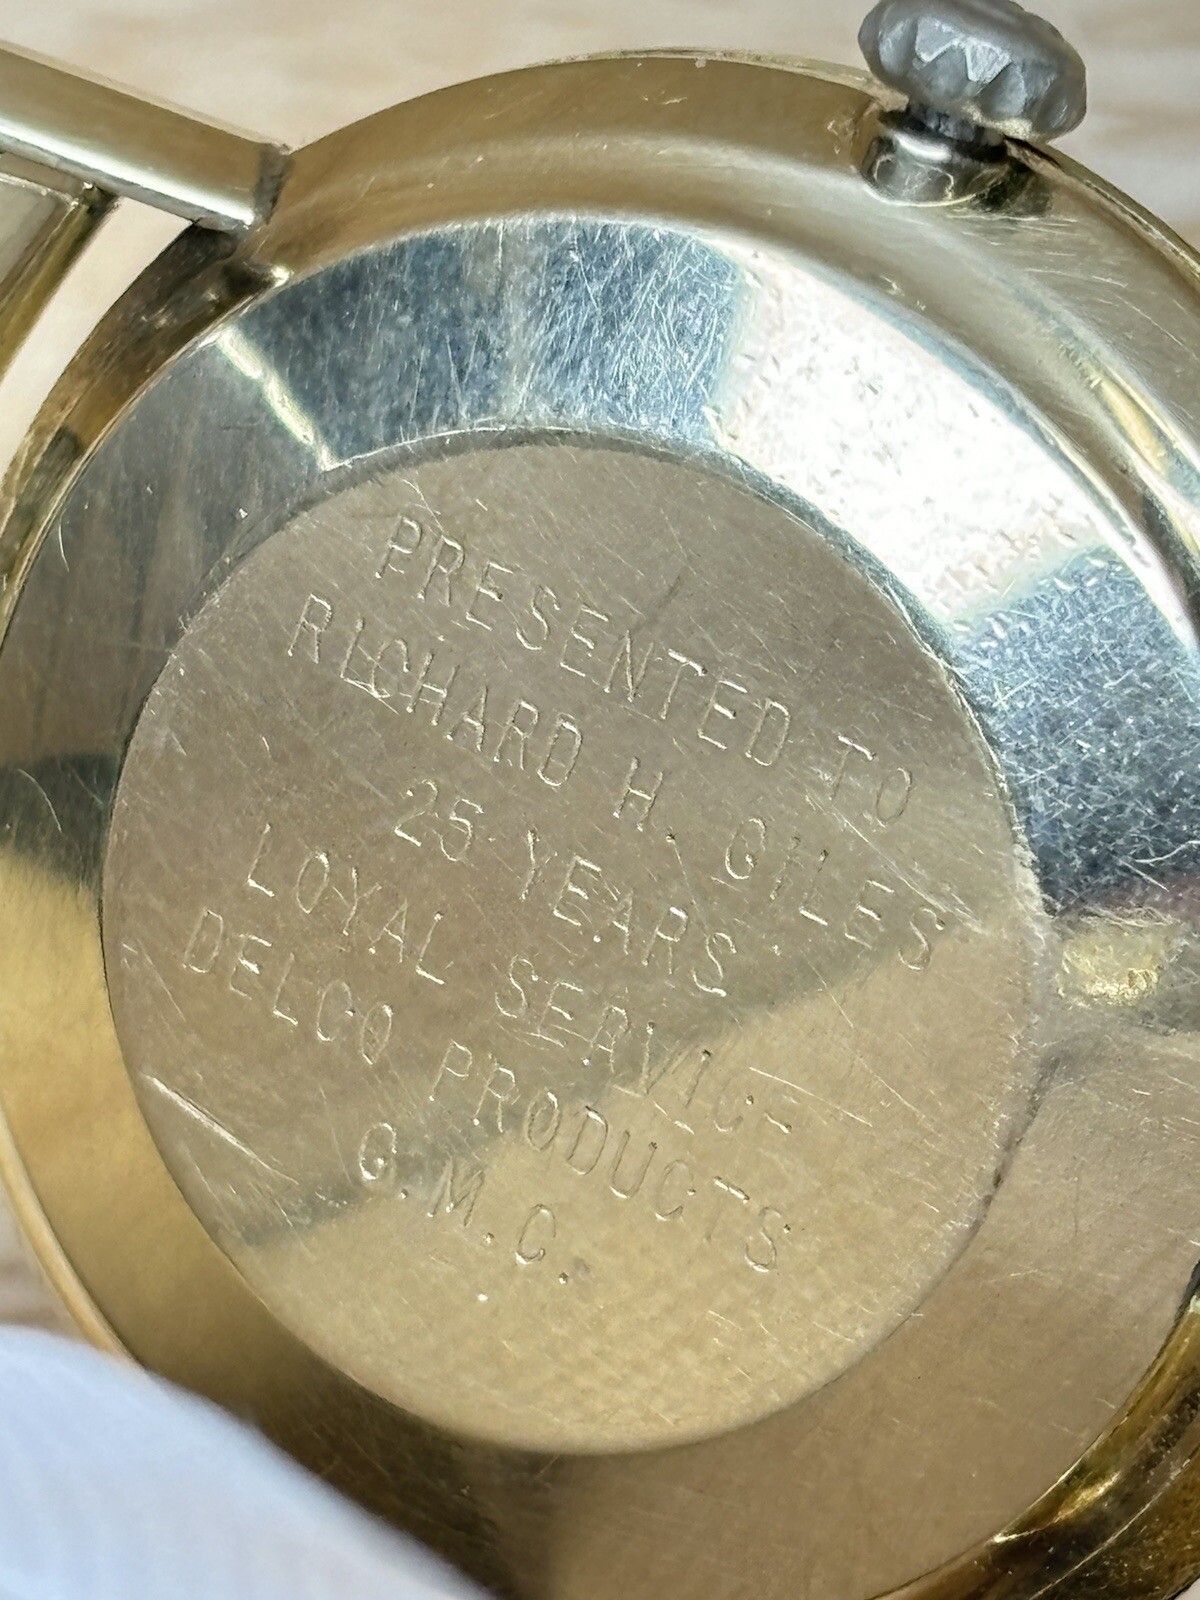 PRESENTED TO
RICHARD H. GILES
25 YEARS
LOYAL SERVICE
DELCO PRODUCTS
G.M.C.